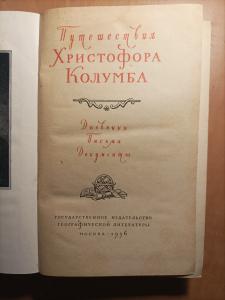 Путешествия
Христофора
Колумба
Дневники
Письма
Документы
ГОСУДАРСТВЕННОЕ ИЗДАТЕЛЬСТВО
ГЕОГРАФИЧЕСКОЙ ЛИТЕРАТУРЫ
МОСКВА - 1956